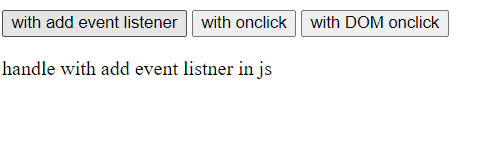 with add event listener with onclick with DOM onclick
handle with add event listner in js